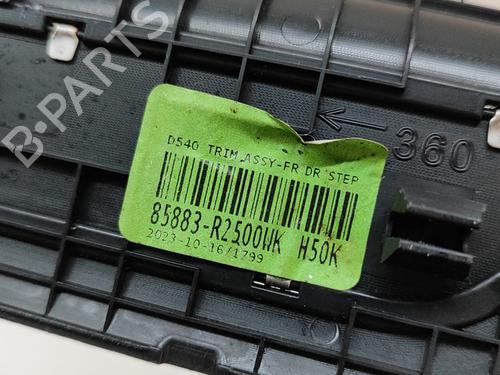 B-PARTS
360
D540 TRIM ASSY-FR DR STEP
85883-R2500WK H50K
2023-10-16/1799